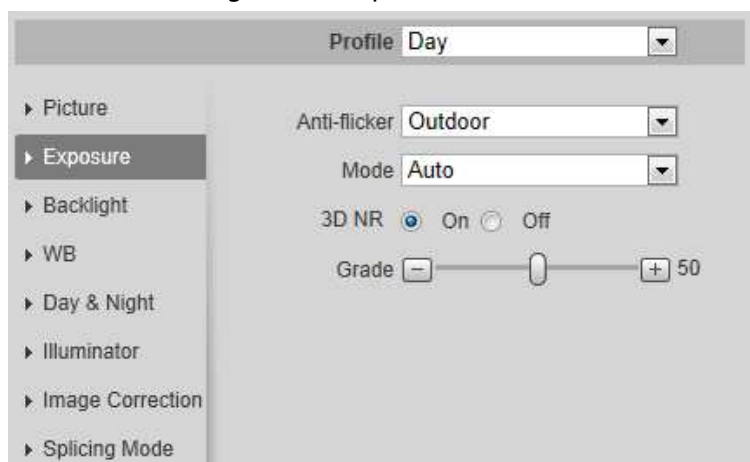 Profile Day
Picture
Anti-flicker Outdoor
Exposure
Mode Auto
Backlight
3D NR On Off
WB
Grade 50
Day & Night
Illuminator
Image Correction
Splicing Mode